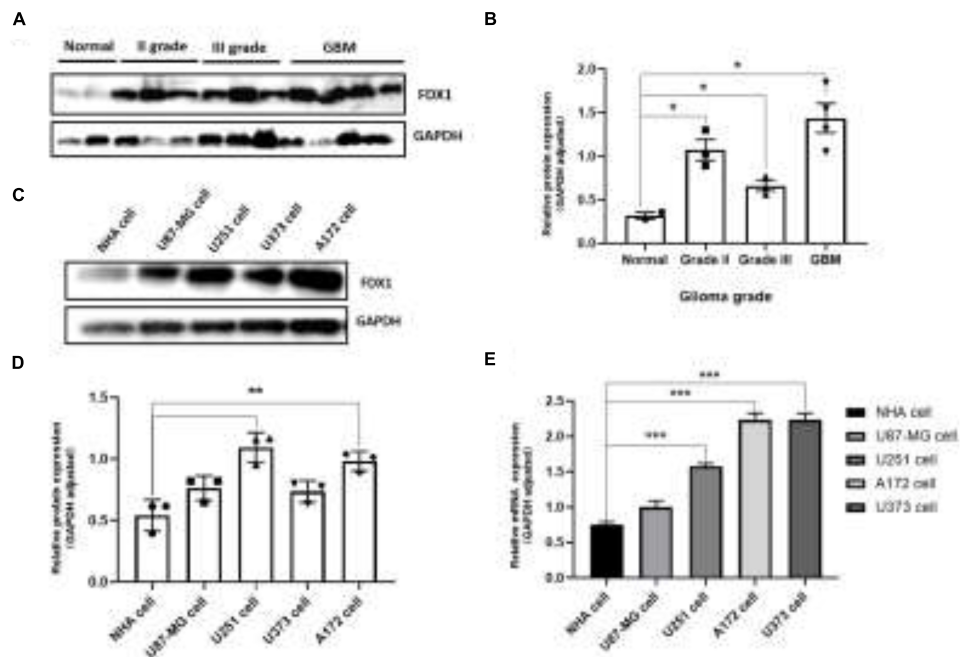 A
Normal II grade III grade GBM
FOX1
GAPDH
B
Relative protein expression
(GAPDH adjusted)
2.0
1.5
1.0
0.5
0.0
* * *
Normal Grade II Grade III GBM
Glioma grade
C
NHA cell U87-MG cell U251 cell U373 cell A172 cell
FOX1
GAPDH
D
Relative protein expression
(GAPDH adjusted)
1.5
1.0
0.5
0.0
**
NHA cell U87-MG cell U251 cell U373 cell A172 cell
E
Relative mRNA expression
(GAPDH adjusted)
2.5
2.0
1.5
1.0
0.5
0.0
***
***
***
NHA cell U87-MG cell U251 cell A172 cell U373 cell
NHA cell
U87-MG cell
U251 cell
A172 cell
U373 cell